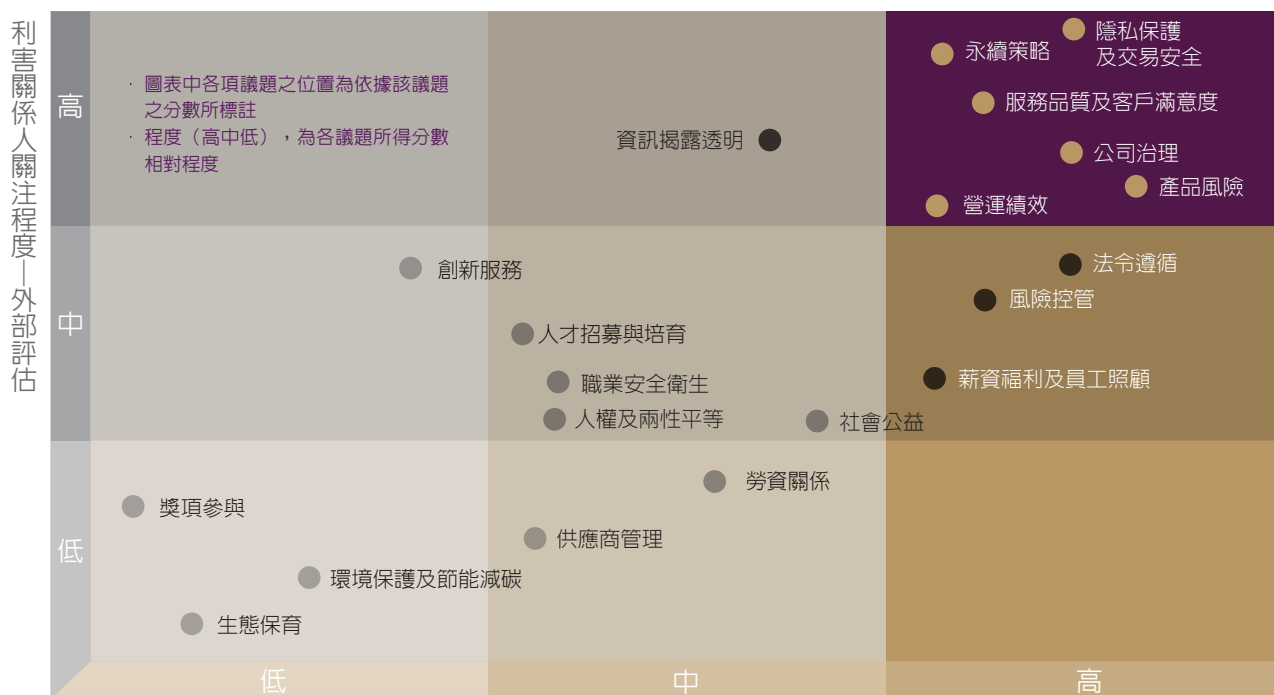 利害關係人關注程度—外部評估
高
中
低
· 圖表中各項議題之位置為依據該議題
之分數所標註
· 程度（高中低），為各議題所得分數
相對程度
資訊揭露透明
永續策略
隱私保護
及交易安全
服務品質及客戶滿意度
公司治理
產品風險
營運績效
創新服務
人才招募與培育
職業安全衛生
人權及兩性平等
社會公益
法令遵循
風險控管
薪資福利及員工照顧
獎項參與
環境保護及節能減碳
生態保育
勞資關係
供應商管理
低
中
高